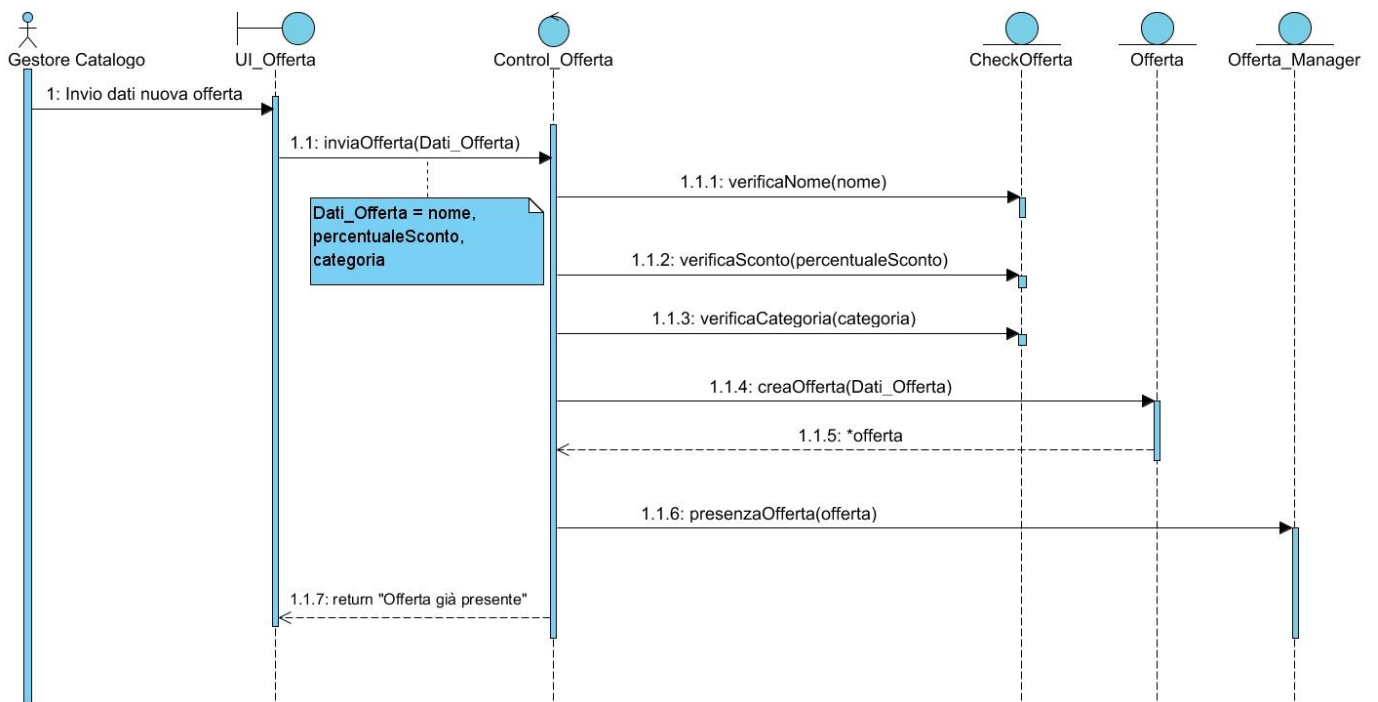 Gestore Catalogo
UI_Offerta
Control_Offerta
CheckOfferta
Offerta
Offerta_Manager
1: Invio dati nuova offerta
1.1: inviaOfferta(Dati_Offerta)
1.1.1: verificaNome(nome)
Dati_Offerta = nome,
percentualeSconto,
categoria
1.1.2: verificaSconto(percentualeSconto)
1.1.3: verificaCategoria(categoria)
1.1.4: creaOfferta(Dati_Offerta)
1.1.5: *offerta
1.1.6: presenzaOfferta(offerta)
1.1.7: return "Offerta già presente"